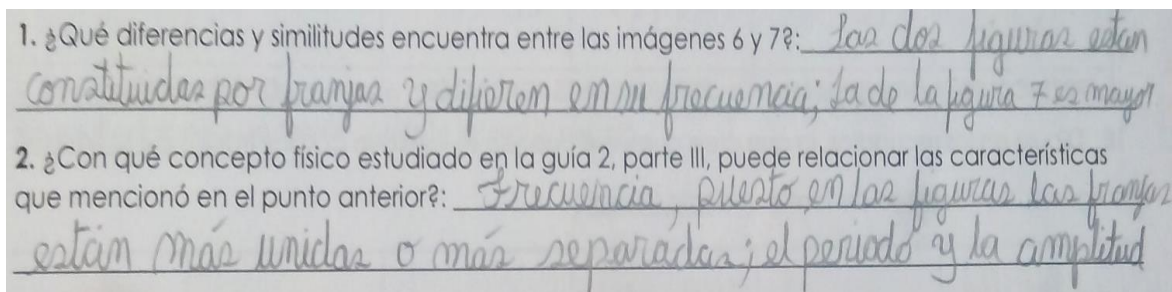 1. ¿Qué diferencias y similitudes encuentra entre las imágenes 6 y 7?: Las dos figuras estan
constituidas por franjas y difieren en su frecuencia; la de la figura 7 es mayor
2. ¿Con qué concepto físico estudiado en la guía 2, parte III, puede relacionar las características
que mencionó en el punto anterior?: Frecuencia, puesto en las figuras las franjas
están más unidas o más separadas; el periodo y la amplitud